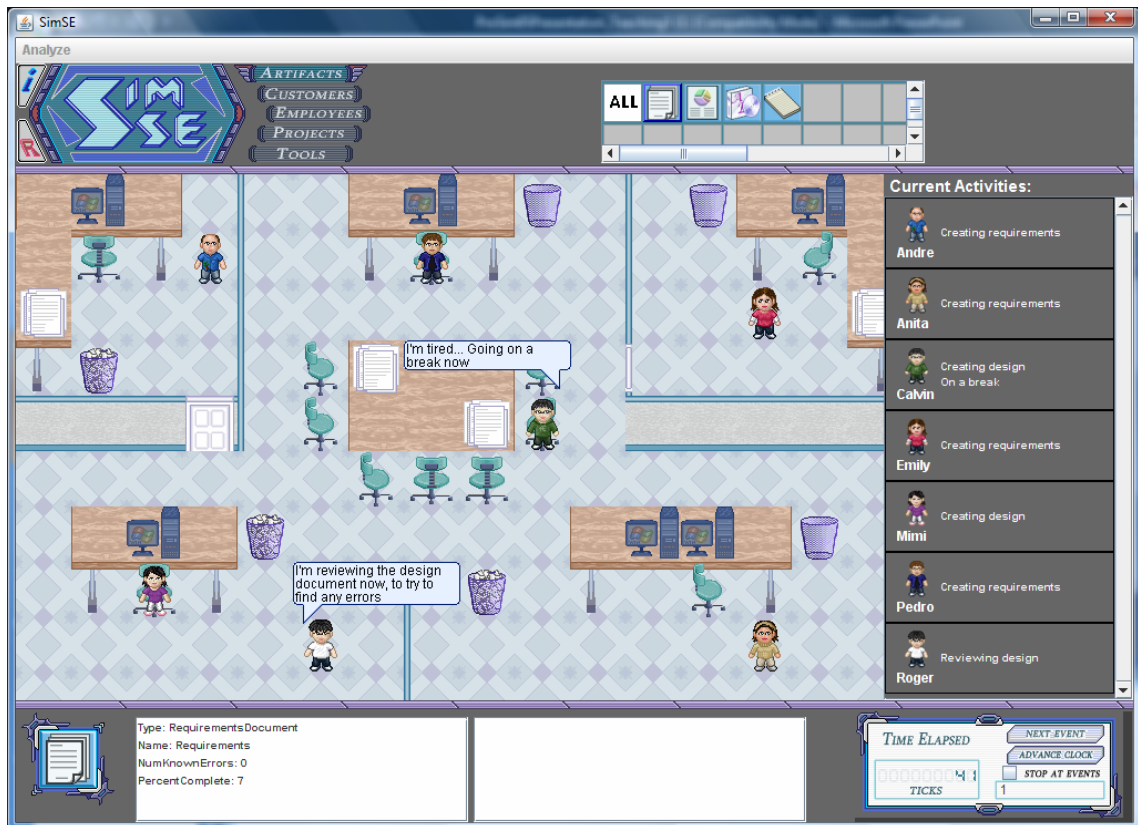 SimSE
Analyze
SIM
SE
i
R
ARTIFACTS
CUSTOMERS
EMPLOYEES
PROJECTS
TOOLS
ALL
Current Activities:
Creating requirements
Andre
Creating requirements
Anita
Creating design
On a break
Calvin
Creating requirements
Emily
Creating design
Mimi
Creating requirements
Pedro
Reviewing design
Roger
I'm tired... Going on a
break now
I'm reviewing the design
document now, to try to
find any errors
Type: RequirementsDocument
Name: Requirements
NumKnownErrors: 0
PercentComplete: 7
TIME ELAPSED
41
TICKS
NEXT EVENT
ADVANCE CLOCK
STOP AT EVENTS
1